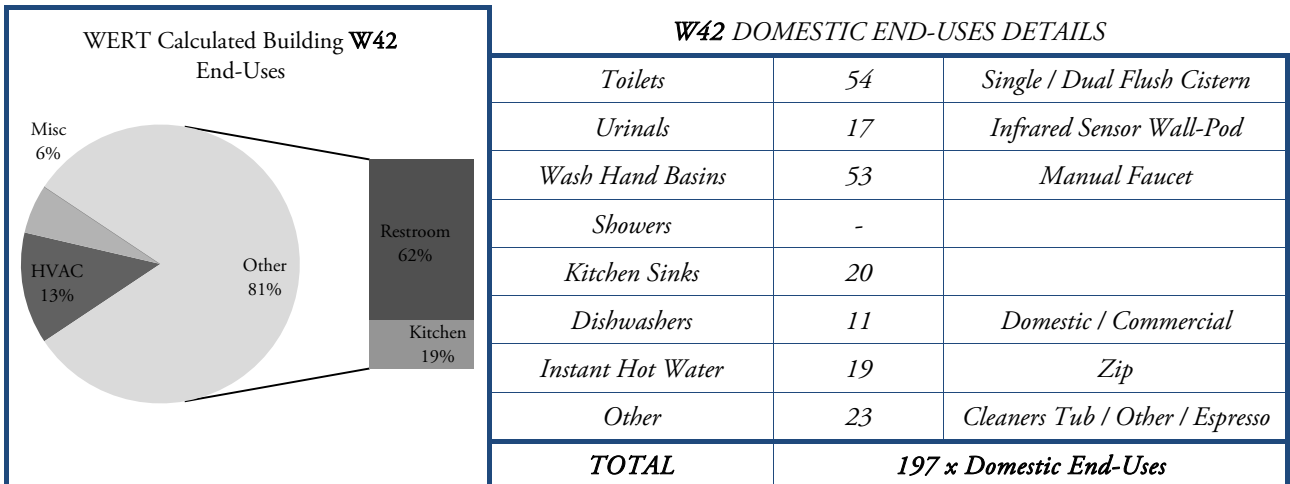 WERT Calculated Building W42
End-Uses
Misc
6%
HVAC
13%
Other
81%
Restroom
62%
Kitchen
19%
W42 DOMESTIC END-USES DETAILS
Toilets 54 Single / Dual Flush Cistern
Urinals 17 Infrared Sensor Wall-Pod
Wash Hand Basins 53 Manual Faucet
Showers -
Kitchen Sinks 20
Dishwashers 11 Domestic / Commercial
Instant Hot Water 19 Zip
Other 23 Cleaners Tub / Other / Espresso
TOTAL 197 x Domestic End-Uses